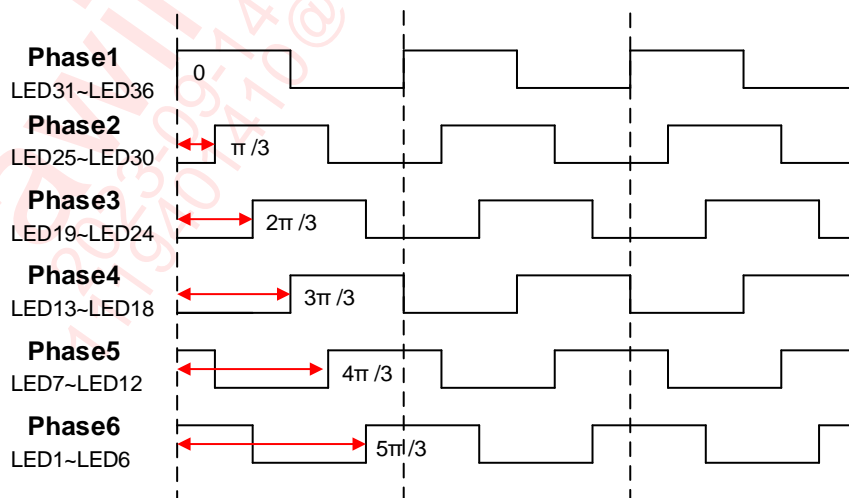 Phase1
0
LED31~LED36
Phase2
π /3
LED25~LED30
Phase3
2π /3
LED19~LED24
Phase4
3π /3
LED13~LED18
Phase5
4π /3
LED7~LED12
Phase6
5π /3
LED1~LED6